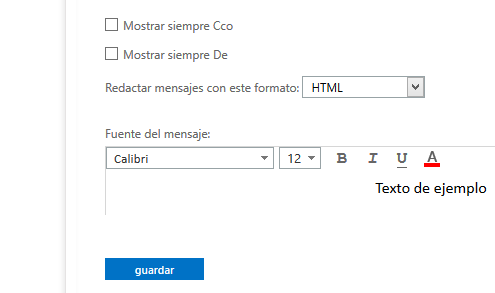 Mostrar siempre Cco
Mostrar siempre De
Redactar mensajes con este formato: HTML
Fuente del mensaje:
Calibri 12 B I U A
Texto de ejemplo
guardar